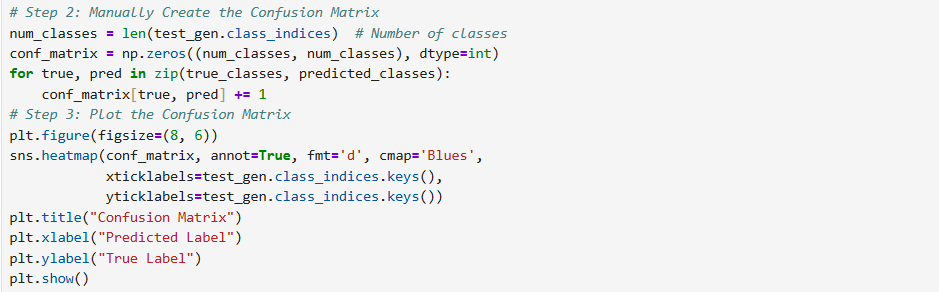 # Step 2: Manually Create the Confusion Matrix
num_classes = len(test_gen.class_indices)  # Number of classes
conf_matrix = np.zeros((num_classes, num_classes), dtype=int)
for true, pred in zip(true_classes, predicted_classes):
    conf_matrix[true, pred] += 1
# Step 3: Plot the Confusion Matrix
plt.figure(figsize=(8, 6))
sns.heatmap(conf_matrix, annot=True, fmt='d', cmap='Blues',
            xticklabels=test_gen.class_indices.keys(),
            yticklabels=test_gen.class_indices.keys())
plt.title("Confusion Matrix")
plt.xlabel("Predicted Label")
plt.ylabel("True Label")
plt.show()